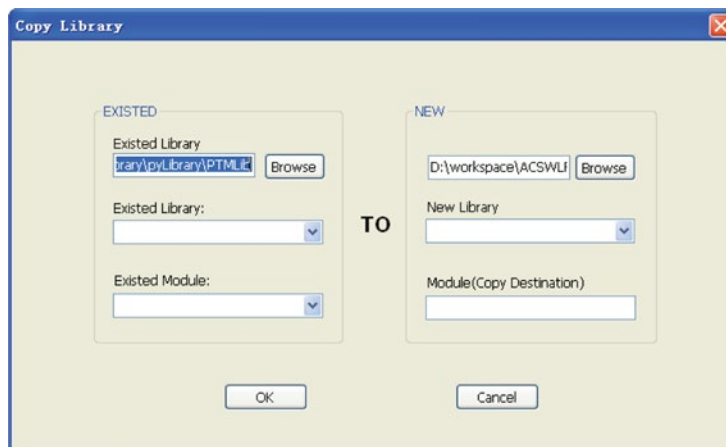 Copy Library
EXISTED
Existed Library
brary\pyLibrary\PTMLib
Browse
Existed Library:
Existed Module:
TO
NEW
D:\workspace\ACSWLF
Browse
New Library
Module(Copy Destination)
OK
Cancel